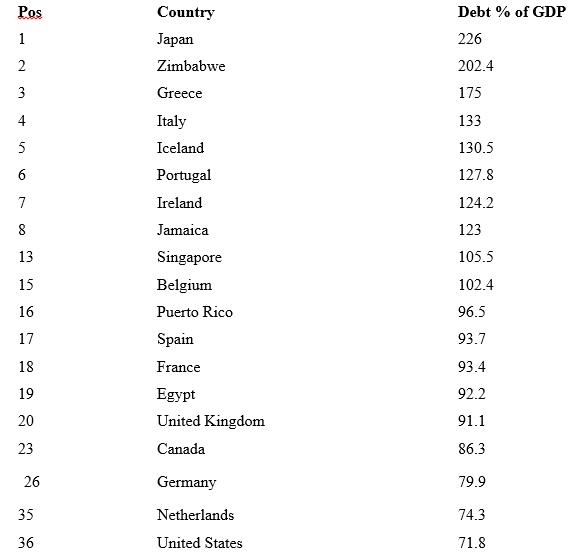 Pos Country Debt % of GDP
1 Japan 226
2 Zimbabwe 202.4
3 Greece 175
4 Italy 133
5 Iceland 130.5
6 Portugal 127.8
7 Ireland 124.2
8 Jamaica 123
13 Singapore 105.5
15 Belgium 102.4
16 Puerto Rico 96.5
17 Spain 93.7
18 France 93.4
19 Egypt 92.2
20 United Kingdom 91.1
23 Canada 86.3
26 Germany 79.9
35 Netherlands 74.3
36 United States 71.8